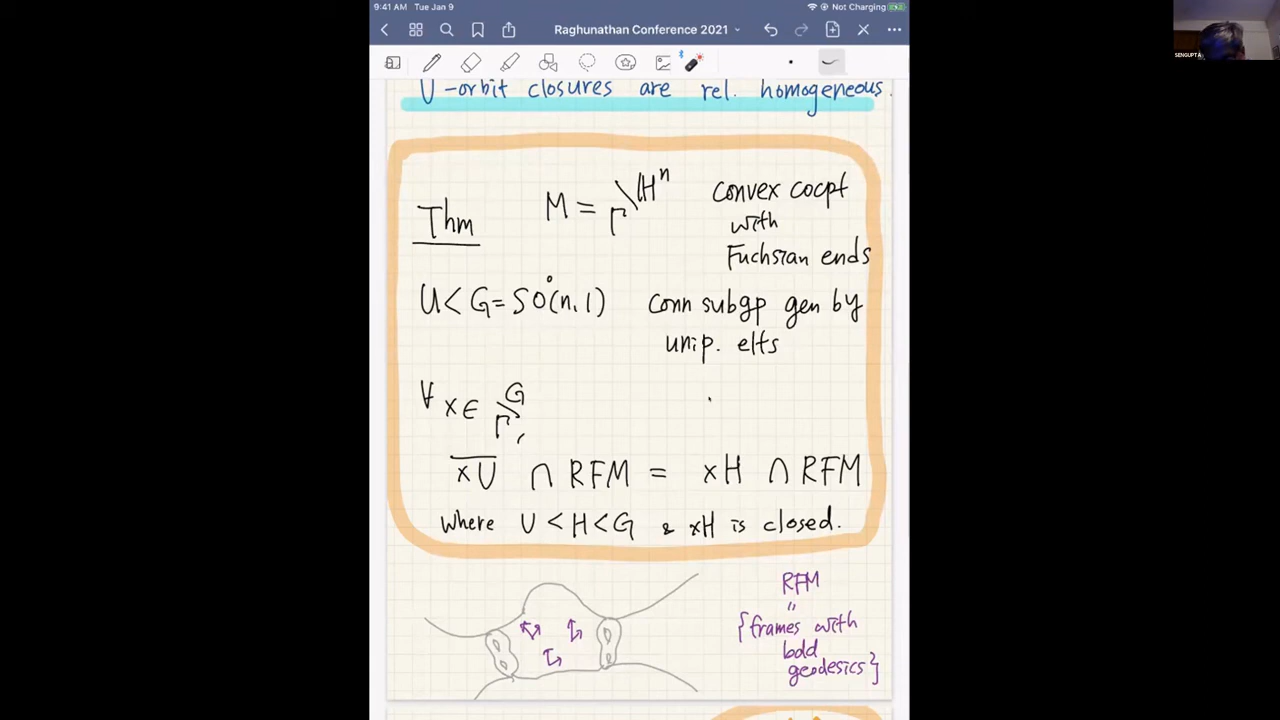 9:41 AM Tue Jan 9
Not Charging
Raghunathan Conference 2021
SENGUPTA
U-orbit closures are rel. homogeneous.
Thm M = Γ\ℍⁿ convex cocpt
with
Fuchsian ends
U < G = SO°(n,1) conn subgp gen by
unip. elts
∀ x ∈ Γ\G
x̅U̅ ∩ RFM = xH ∩ RFM
where U < H < G & xH is closed.
RFM
"
{frames with
bdd
geodesics}